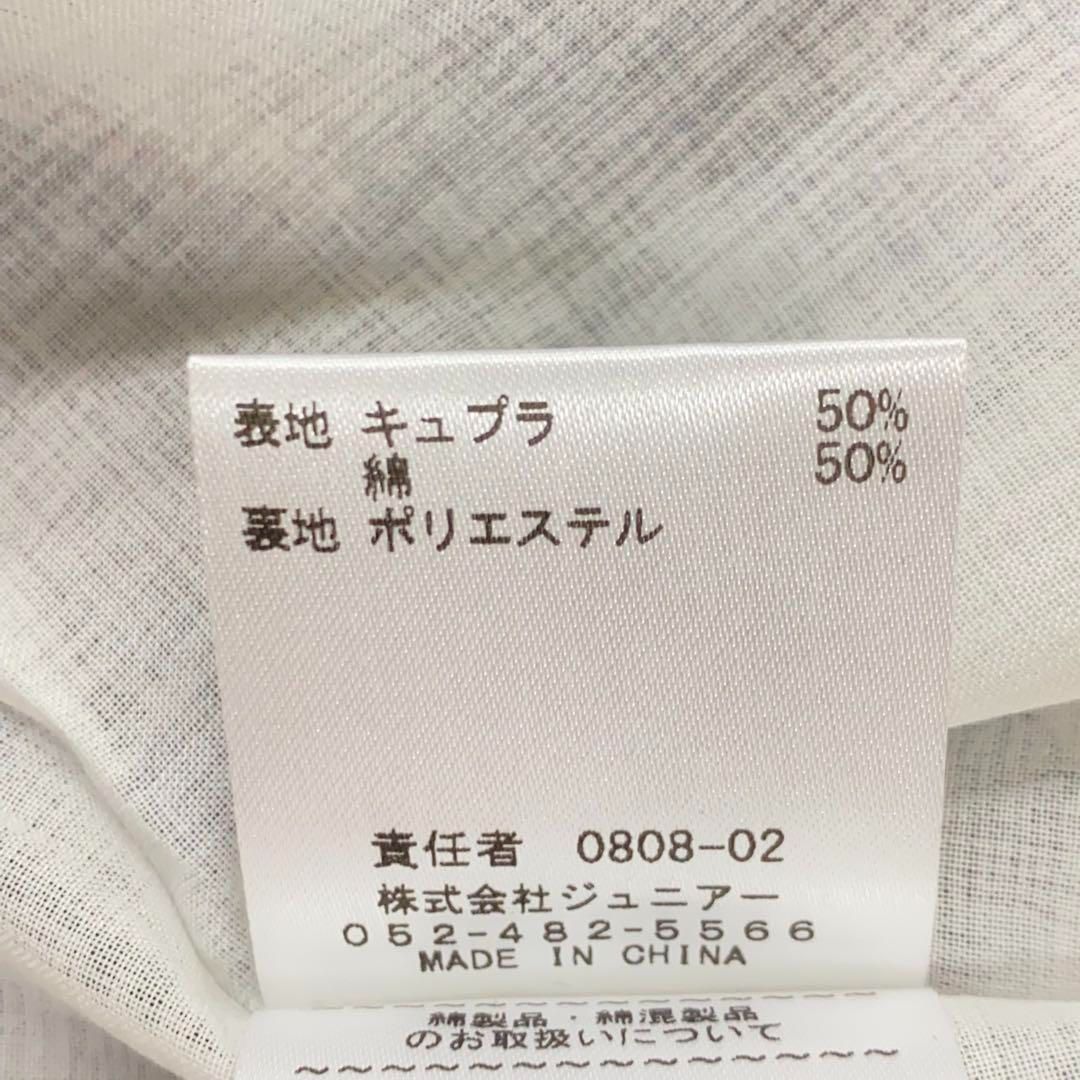 表地 キュプラ 50%
綿 50%
裏地 ポリエステル
責任者 0808-02
株式会社ジュニアー
052-482-5566
MADE IN CHINA
~~~~~~~~~~~~~~~~
綿製品・綿混製品
のお取扱いについて
~~~~~~~~~~~~~~~~